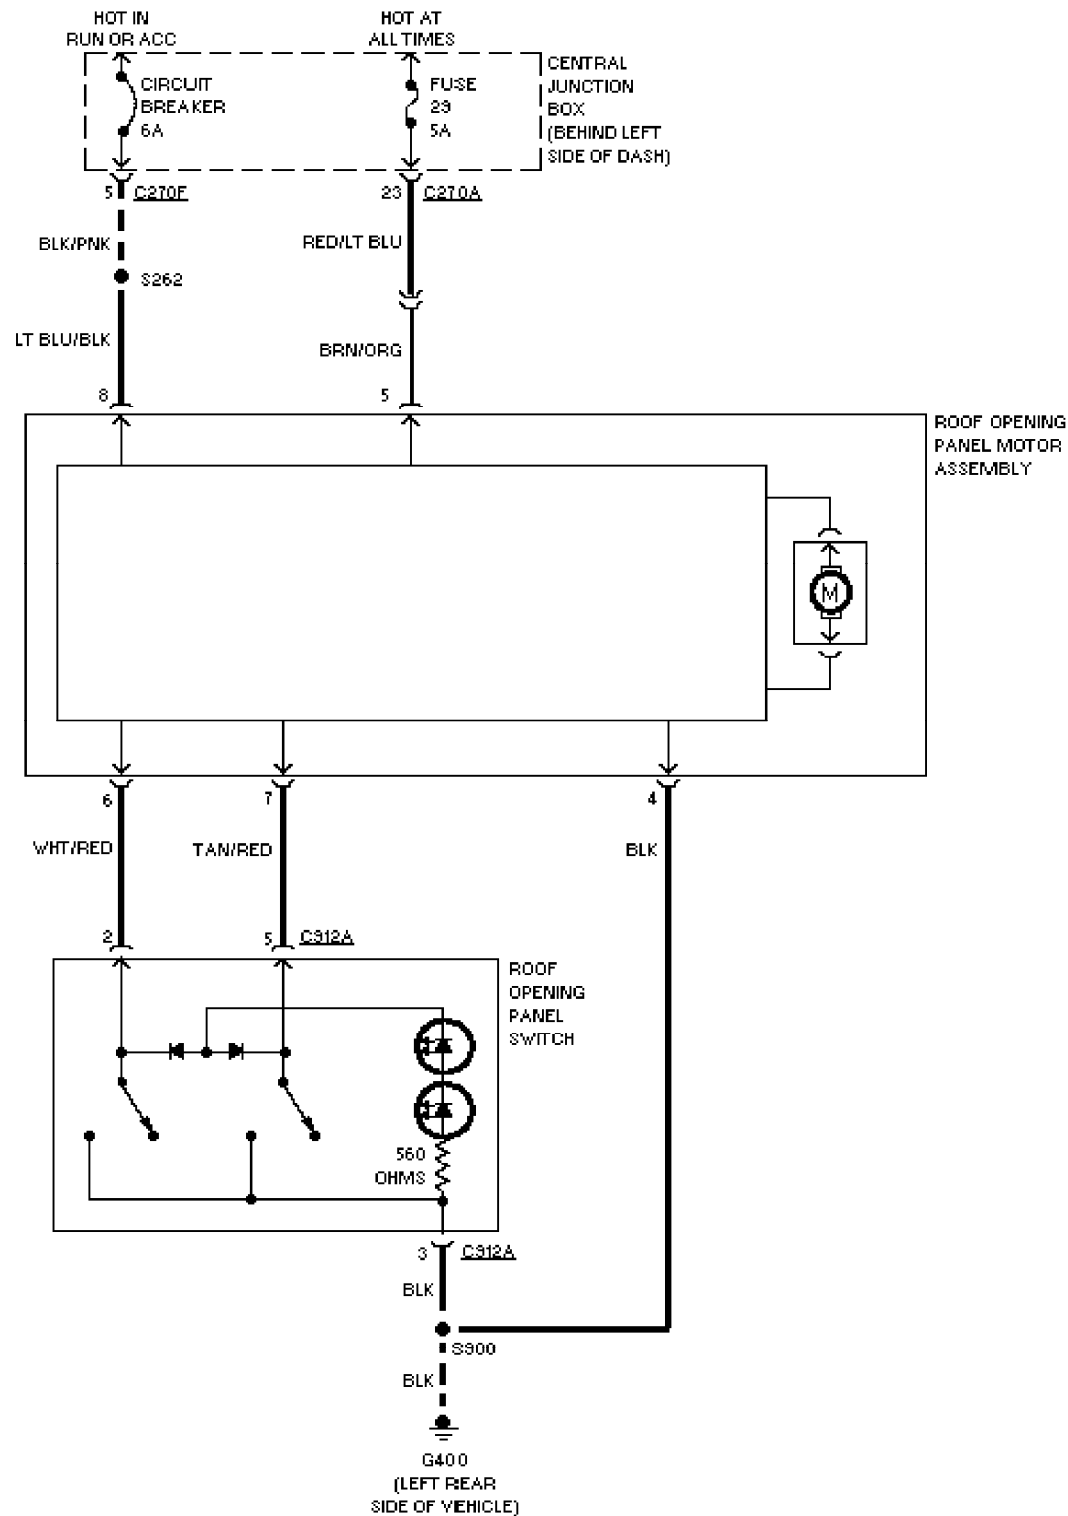 HOT IN
RUN OR ACC
HOT AT
ALL TIMES
CIRCUIT
BREAKER
6A
FUSE
29
5A
CENTRAL
JUNCTION
BOX
(BEHIND LEFT
SIDE OF DASH)
5 C270F
23 C270A
BLK/PNK
RED/LT BLU
S262
LT BLU/BLK
BRN/ORG
8
5
ROOF OPENING
PANEL MOTOR
ASSEMBLY
M
6
7
4
WHT/RED
TAN/RED
BLK
2
5 C912A
ROOF
OPENING
PANEL
SWITCH
560
OHMS
3 C912A
BLK
S900
BLK
G400
(LEFT REAR
SIDE OF VEHICLE)